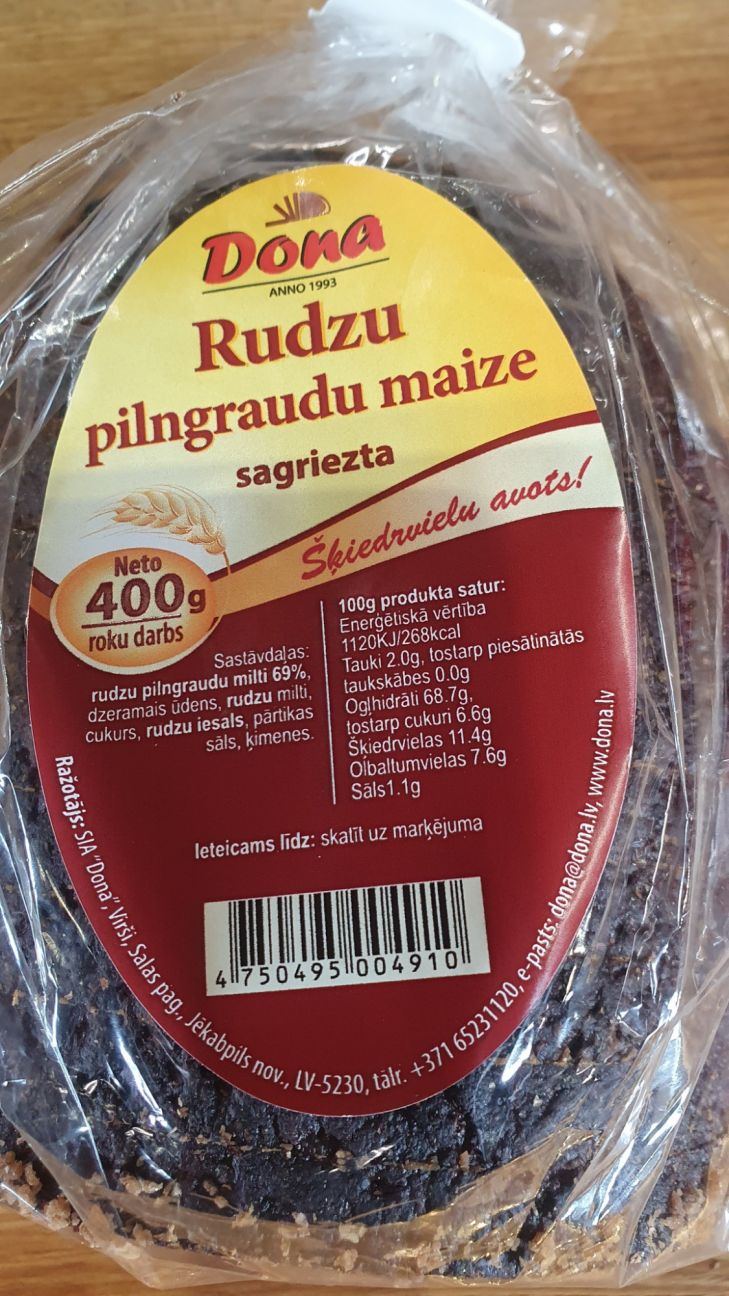 Dona
ANNO 1993
Rudzu
pilngraudu maize
sagriezta
Šķiedrvielu avots!
Neto
400g
roku darbs
Sastāvdaļas:
rudzu pilngraudu milti 69%,
dzeramais ūdens, rudzu milti,
cukurs, rudzu iesals, pārtikas
sāls, ķimenes.
100g produkta satur:
Enerģētiskā vērtība
1120KJ/268kcal
Tauki 2.0g, tostarp piesātinātās
taukskābes 0.0g
Ogļhidrāti 68.7g,
tostarp cukuri 6.6g
Šķiedrvielas 11.4g
Olbaltumvielas 7.6g
Sāls1.1g
Ieteicams līdz: skatīt uz marķējuma
4 750495 004910
Ražotājs: SIA "Dona", Virši, Salas pag., Jēkabpils nov., LV-5230, tālr. +371 65231120, e-pasts: dona@dona.lv, www.dona.lv